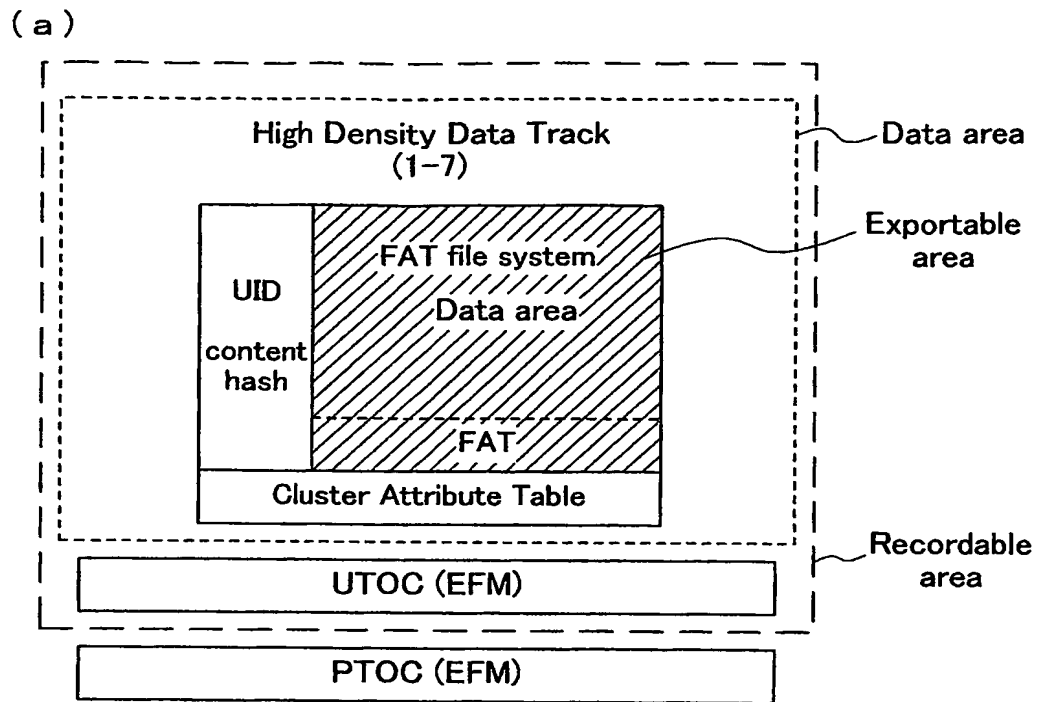 (a)
High Density Data Track
(1-7)
Data area
Exportable
area
FAT file system
Data area
UID
content
hash
FAT
Cluster Attribute Table
Recordable
area
UTOC (EFM)
PTOC (EFM)